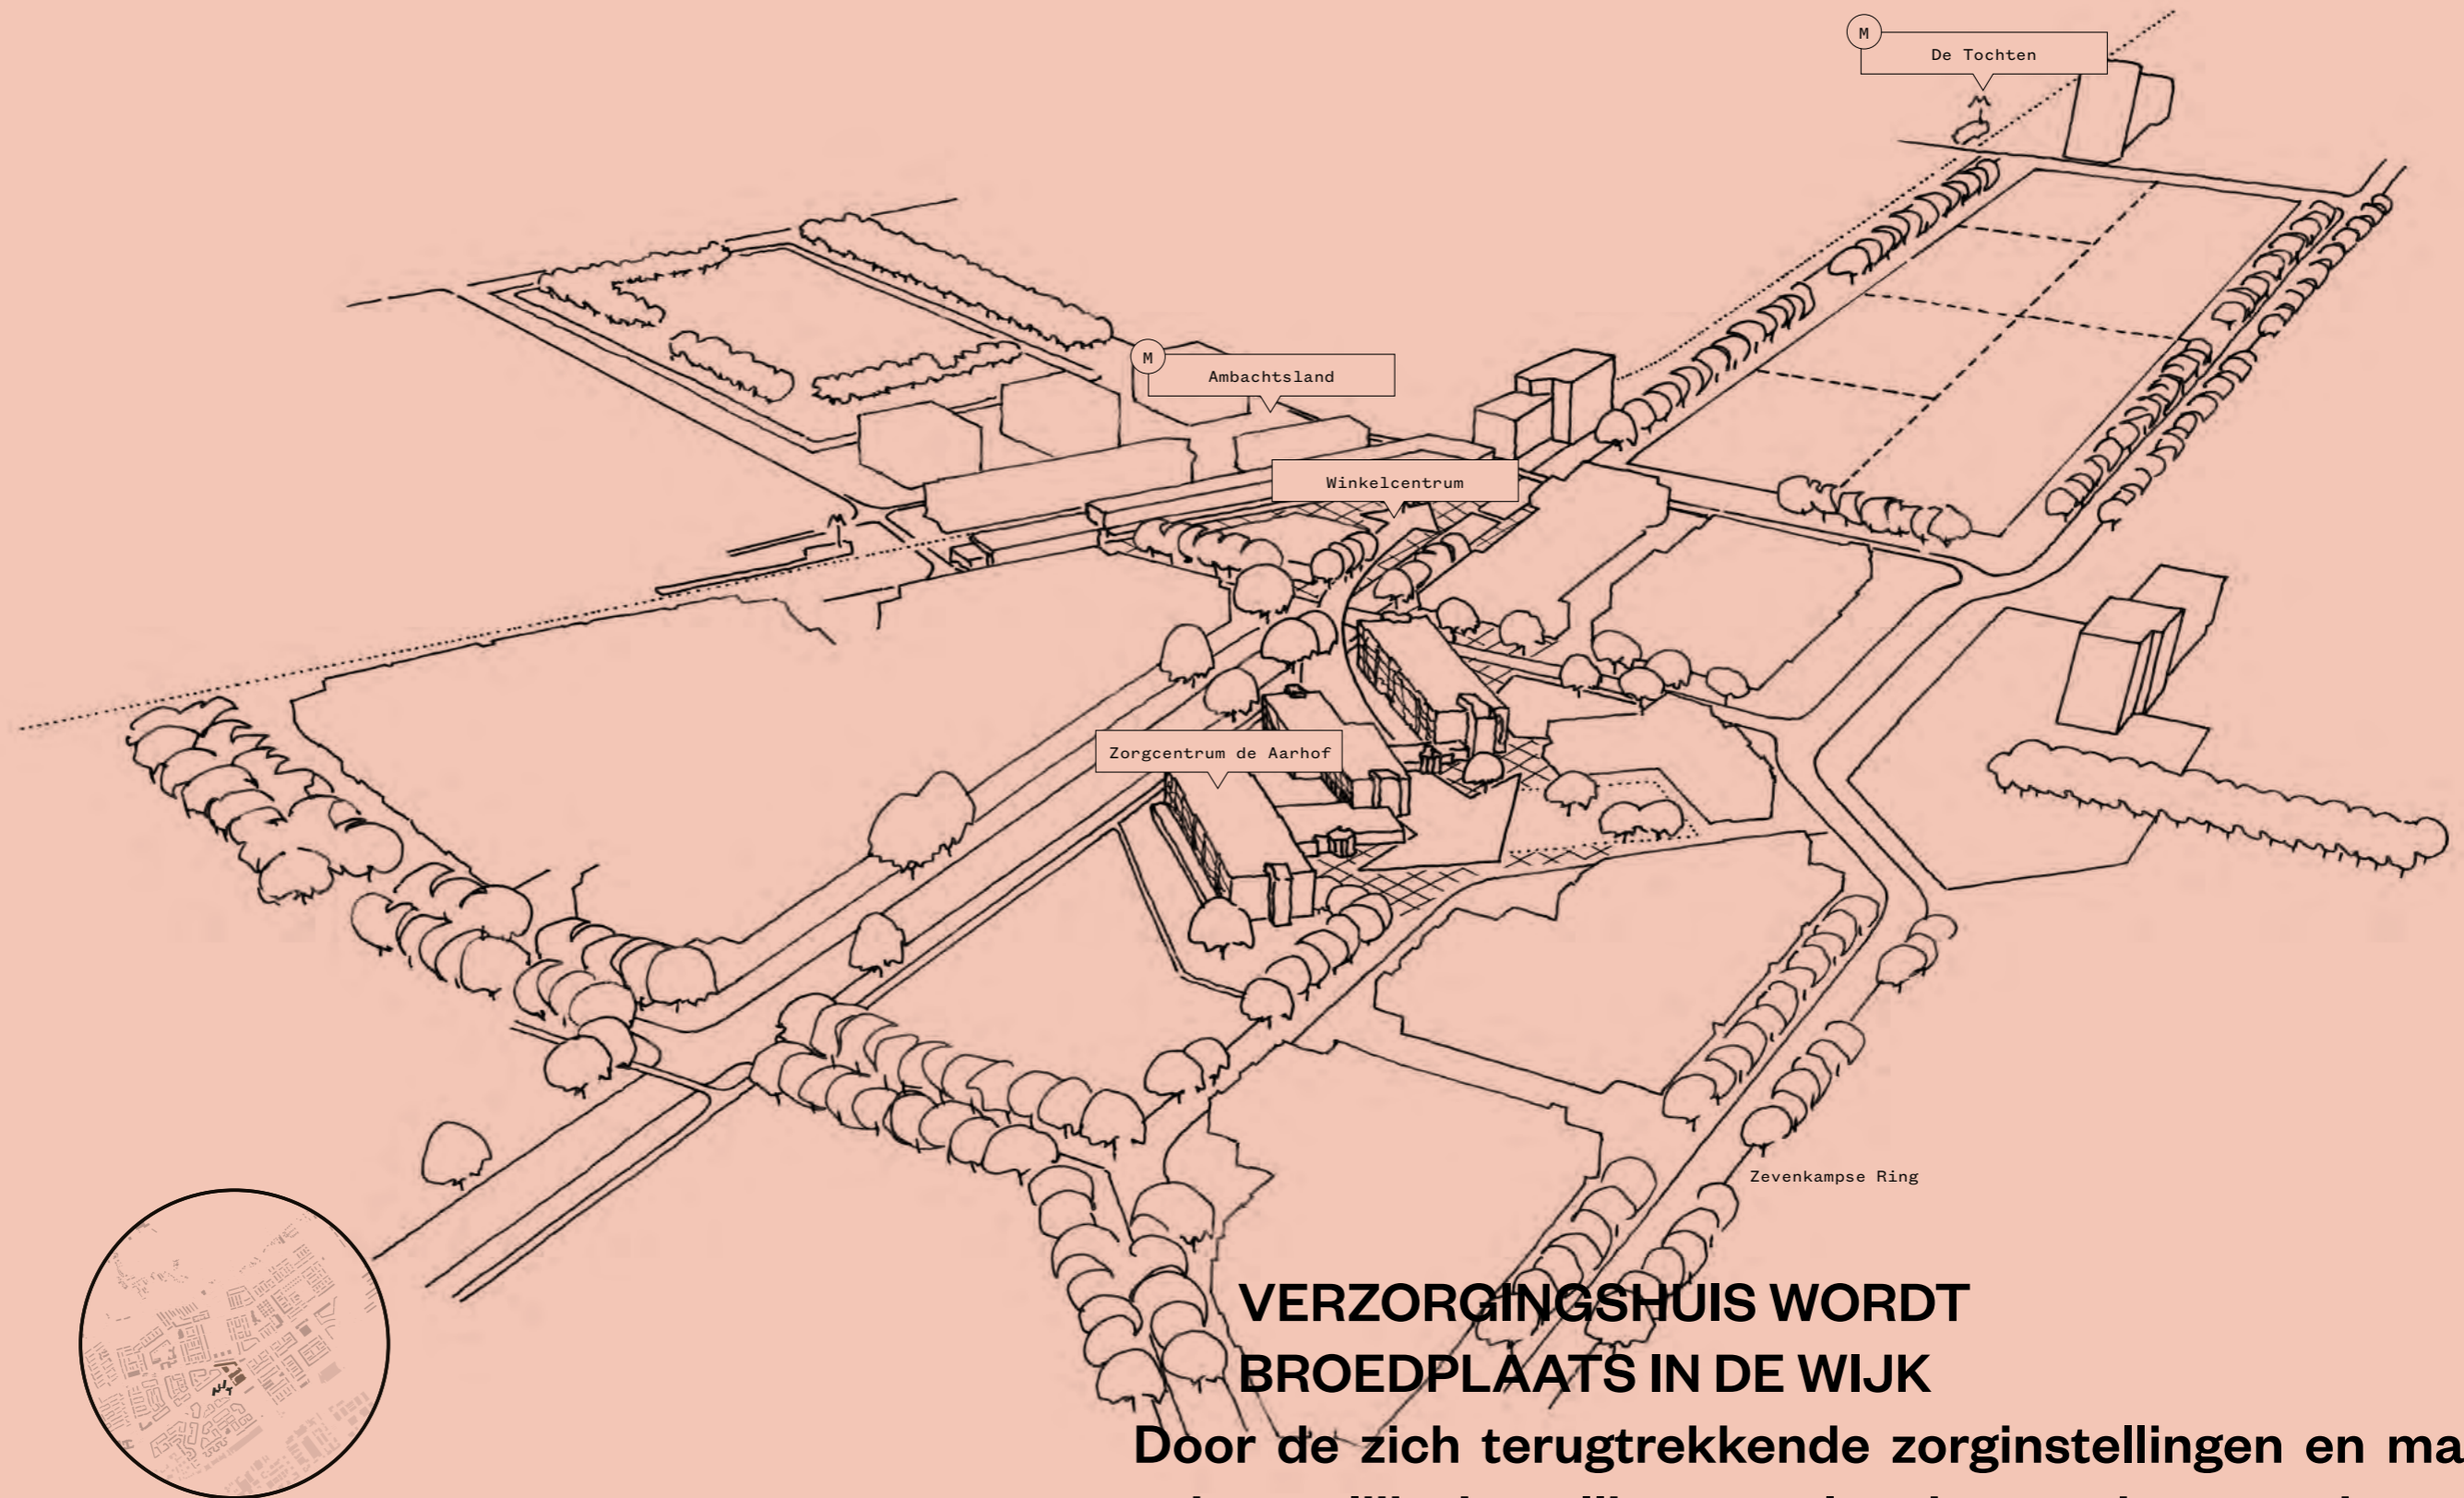 M
De Tochten
M
Ambachtsland
Winkelcentrum
Zorgcentrum de Aarhof
Zevenkampse Ring
VERZORGINGSHUIS WORDT
BROEDPLAATS IN DE WIJK
Door de zich terugtrekkende zorginstellingen en ma